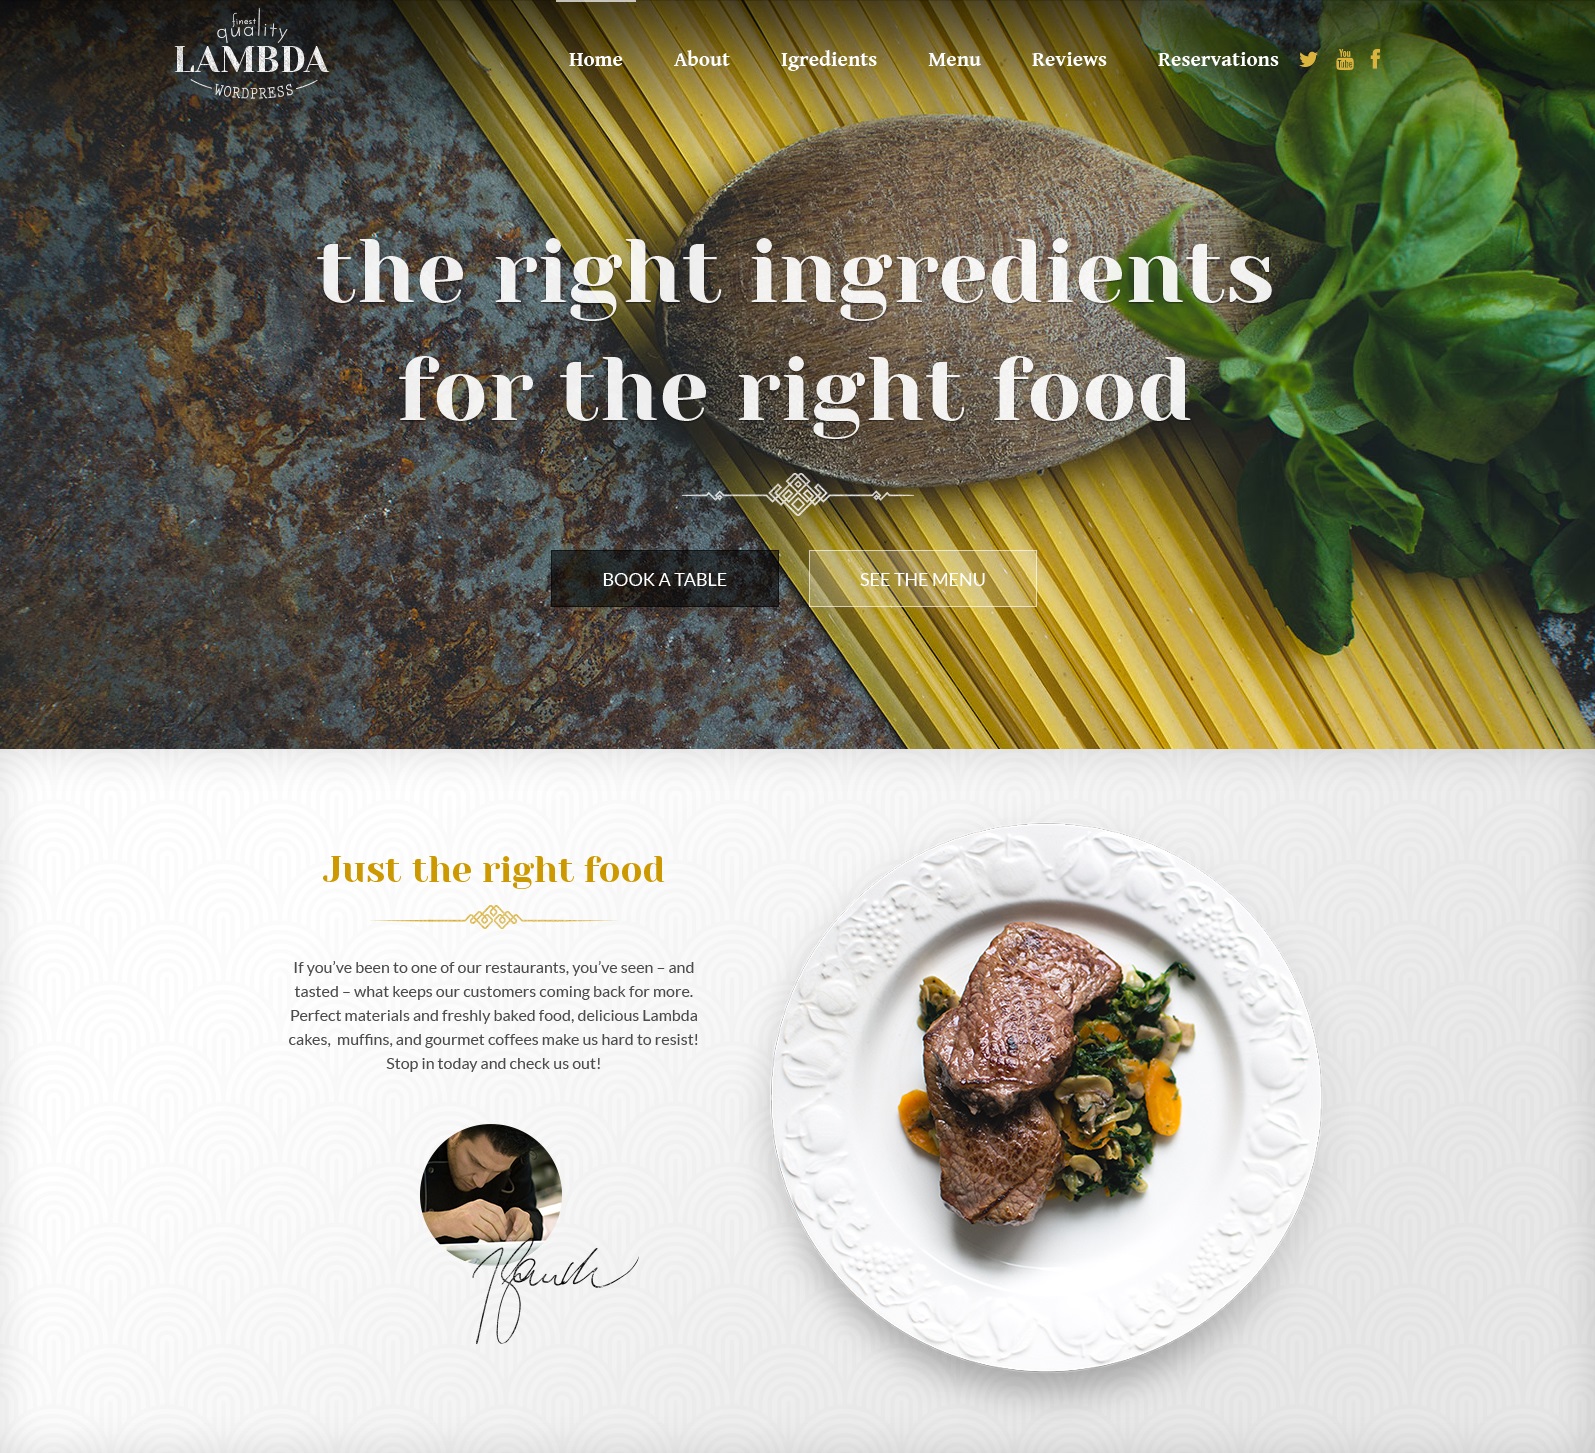 finest
quality
LAMBDA
WORDPRESS
Home About Igredients Menu Reviews Reservations
You
Tube
the right ingredients
for the right food
BOOK A TABLE SEE THE MENU
Just the right food
If you’ve been to one of our restaurants, you’ve seen – and
tasted – what keeps our customers coming back for more.
Perfect materials and freshly baked food, delicious Lambda
cakes,  muffins, and gourmet coffees make us hard to resist!
Stop in today and check us out!